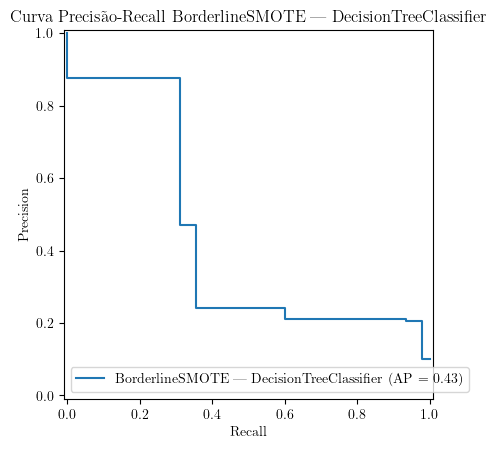 Curva Precisão-Recall BorderlineSMOTE — DecisionTreeClassifier
1.0
0.8
0.6
0.4
0.2
0.0
Precision
BorderlineSMOTE — DecisionTreeClassifier (AP = 0.43)
0.0 0.2 0.4 0.6 0.8 1.0
Recall